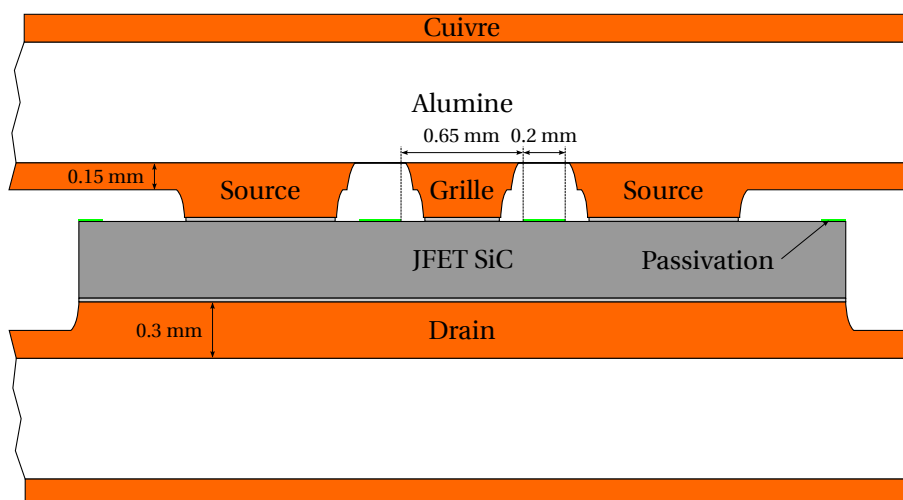 Cuivre
Alumine
0.65 mm
0.2 mm
0.15 mm
Source
Grille
Source
JFET SiC
Passivation
0.3 mm
Drain